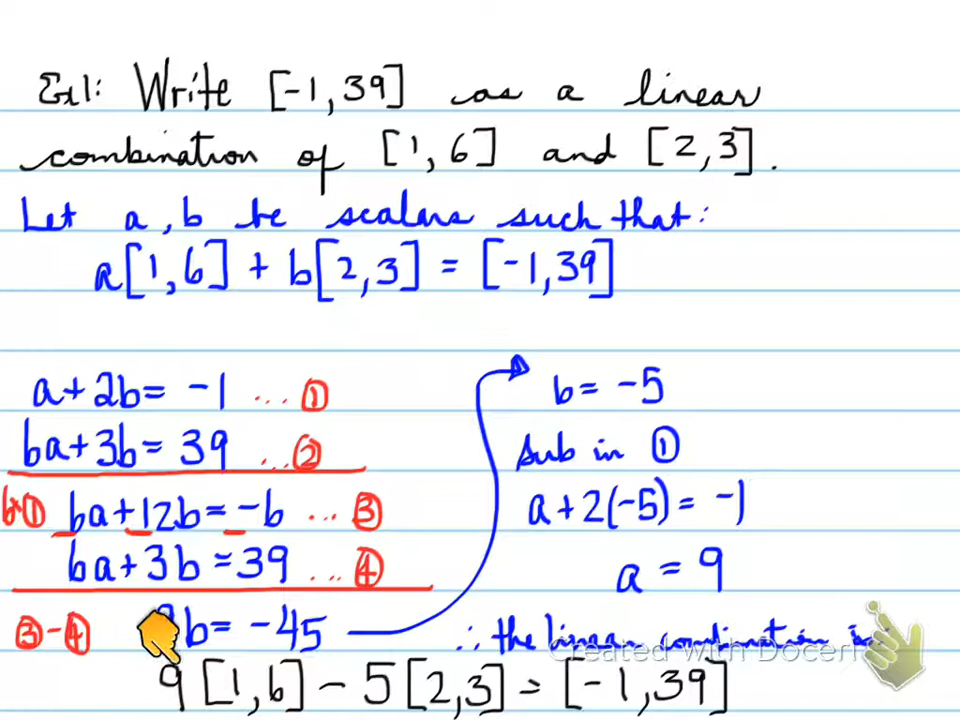 Ex1: Write [-1, 39] as a linear
combination of [1, 6] and [2, 3].
Let a, b be scalars such that:
a[1, 6] + b[2, 3] = [-1, 39]
a + 2b = -1 ... ①
6a + 3b = 39 ... ②
6×① 6a + 12b = -6 ... ③
6a + 3b = 39 ... ④
③-④ 9b = -45
b = -5
Sub in ①
a + 2(-5) = -1
a = 9
∴ the linear combination is:
Created with Doceri
9[1, 6] - 5[2, 3] = [-1, 39]